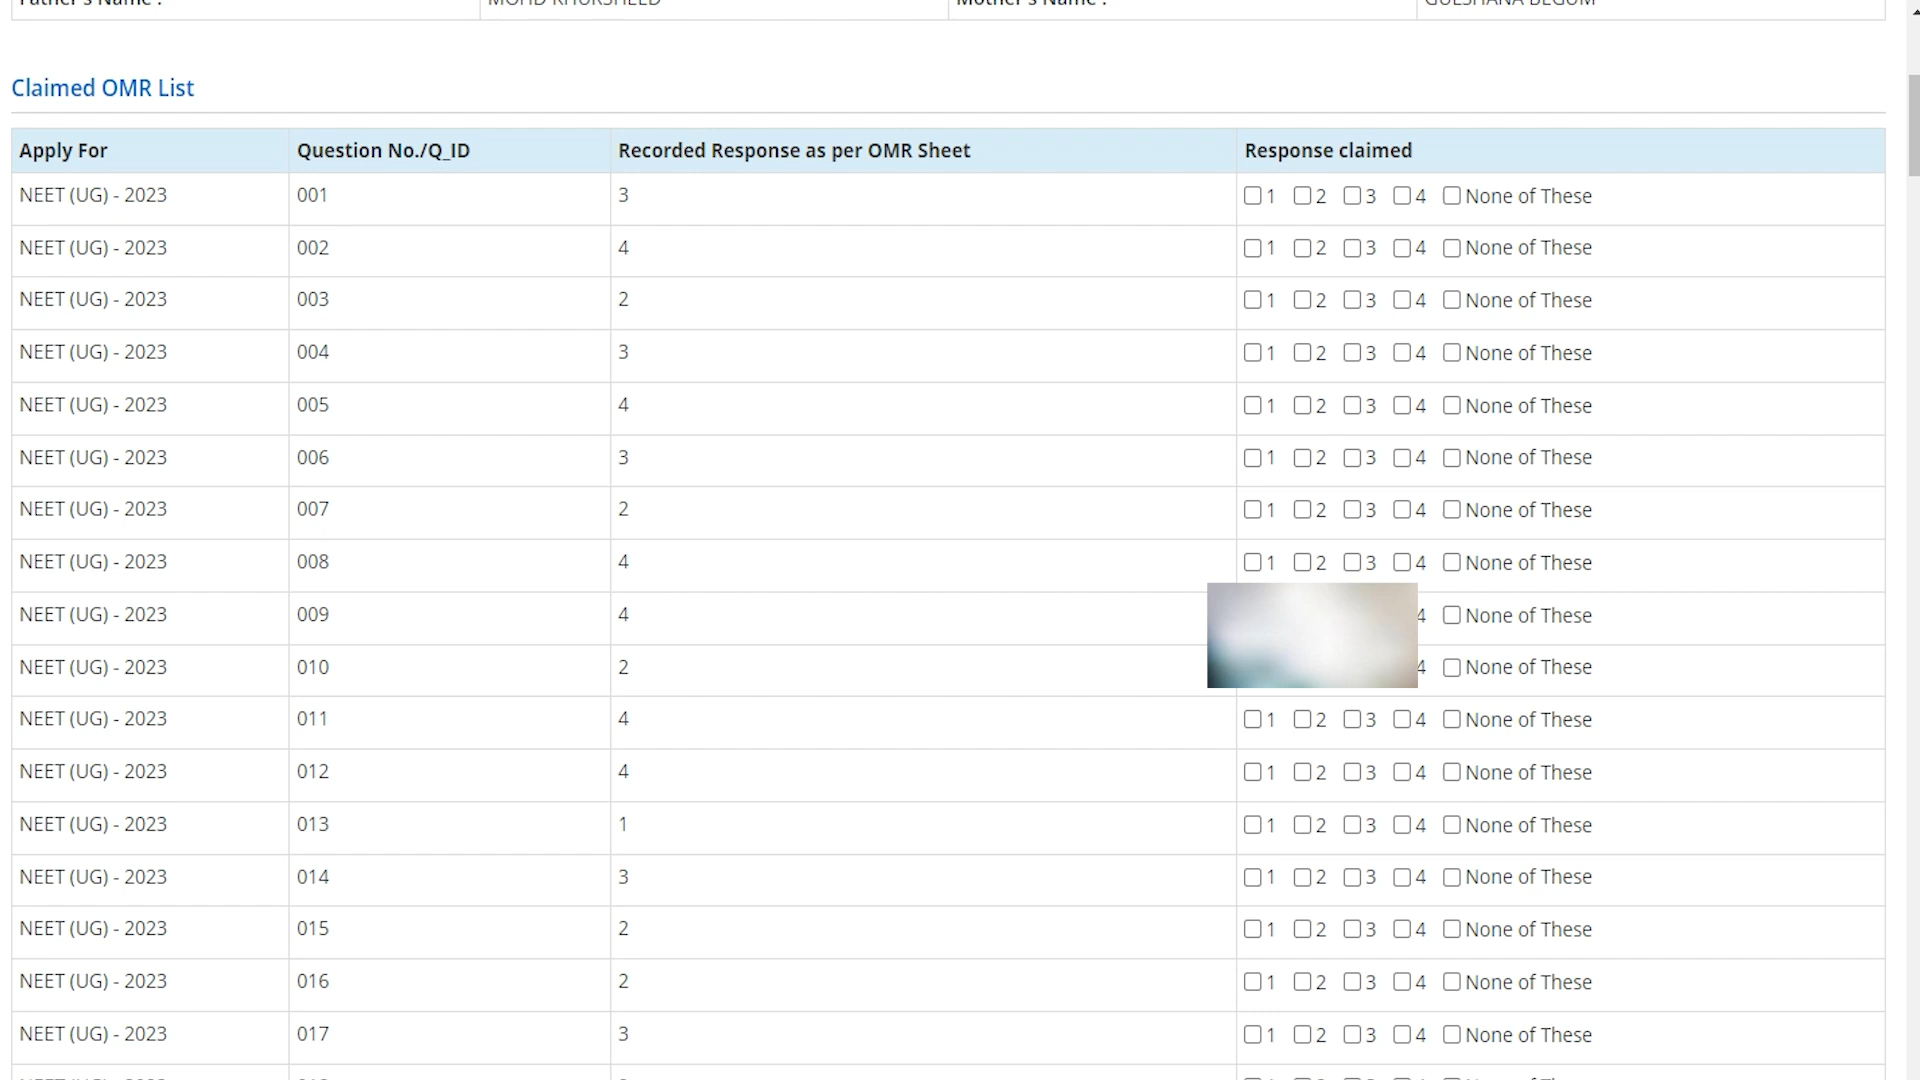 Father's Name :  MOHD KHURSHEED  Mother's Name :  GULSHANA BEGUM
Claimed OMR List
Apply For  Question No./Q_ID  Recorded Response as per OMR Sheet  Response claimed
NEET (UG) - 2023  001  3  1 2 3 4 None of These
NEET (UG) - 2023  002  4  1 2 3 4 None of These
NEET (UG) - 2023  003  2  1 2 3 4 None of These
NEET (UG) - 2023  004  3  1 2 3 4 None of These
NEET (UG) - 2023  005  4  1 2 3 4 None of These
NEET (UG) - 2023  006  3  1 2 3 4 None of These
NEET (UG) - 2023  007  2  1 2 3 4 None of These
NEET (UG) - 2023  008  4  1 2 3 4 None of These
NEET (UG) - 2023  009  4  4 None of These
NEET (UG) - 2023  010  2  4 None of These
NEET (UG) - 2023  011  4  1 2 3 4 None of These
NEET (UG) - 2023  012  4  1 2 3 4 None of These
NEET (UG) - 2023  013  1  1 2 3 4 None of These
NEET (UG) - 2023  014  3  1 2 3 4 None of These
NEET (UG) - 2023  015  2  1 2 3 4 None of These
NEET (UG) - 2023  016  2  1 2 3 4 None of These
NEET (UG) - 2023  017  3  1 2 3 4 None of These